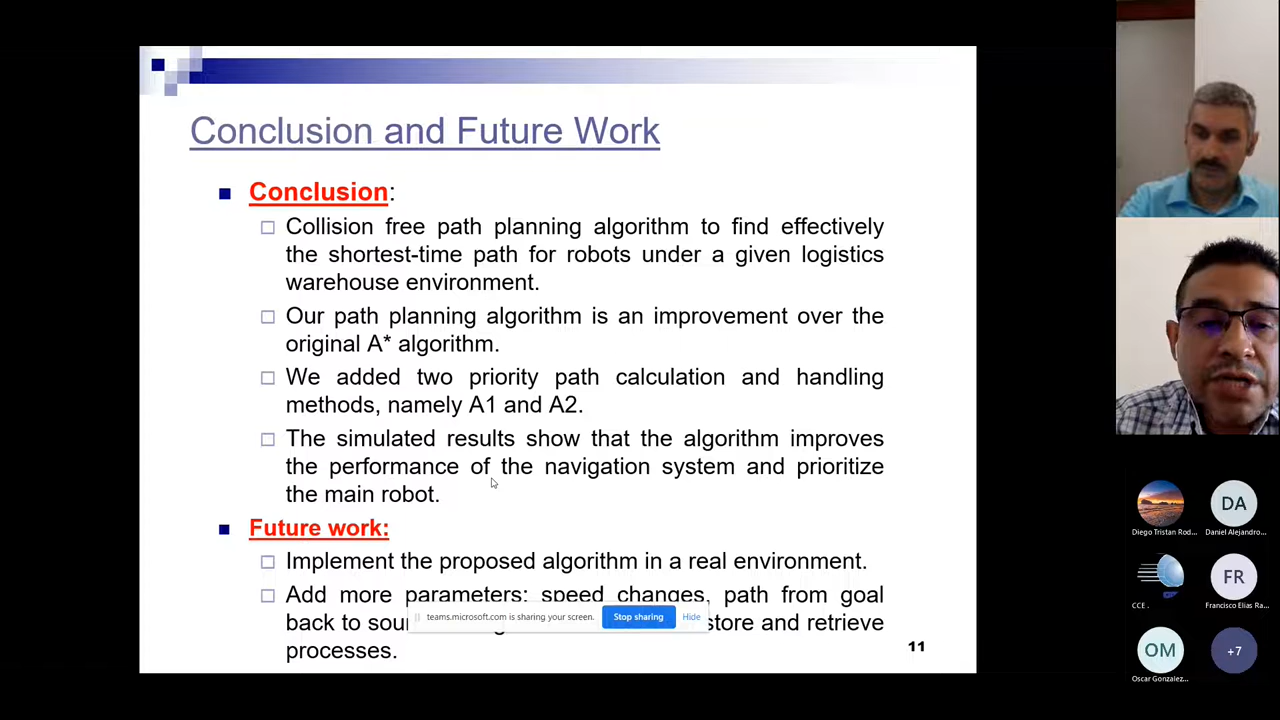 Conclusion and Future Work
Conclusion:
Collision free path planning algorithm to find effectively
the shortest-time path for robots under a given logistics
warehouse environment.
Our path planning algorithm is an improvement over the
original A* algorithm.
We added two priority path calculation and handling
methods, namely A1 and A2.
The simulated results show that the algorithm improves
the performance of the navigation system and prioritize
the main robot.
Future work:
Implement the proposed algorithm in a real environment.
Add more parameters: speed changes, path from goal
back to store and retrieve
processes.
teams.microsoft.com is sharing your screen.
Stop sharing
Hide
11
DA
Diego Tristan Rod...
Daniel Alejandro...
FR
CCE .
Francisco Elias Ra...
OM
+7
Oscar Gonzalez...